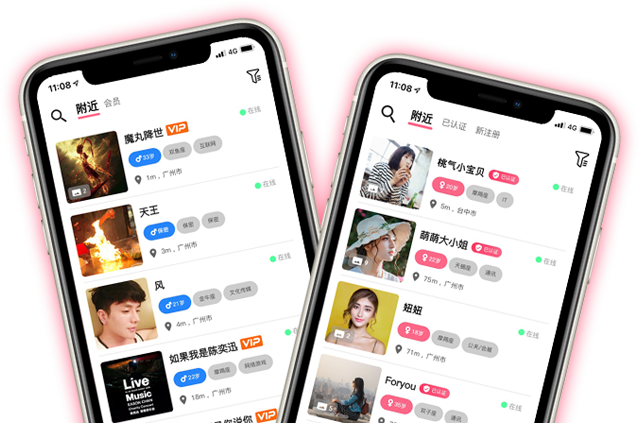 11:08
4G
附近 会员
魔丸降世 VIP
在线
33岁 双鱼座 互联网
2
1m，广州市
天王
在线
保密 保密 保密
3m，广州市
风
在线
21岁 金牛座 文化传媒
4m，广州市
如果我是陈奕迅 VIP
在线
22岁 摩羯座 网络游戏
Live
Music
18m，广州市
VIP
11:08
4G
附近 已认证 新注册
桃气小宝贝 已认证
在线
20岁 摩羯座 IT
5m，台中市
萌萌大小姐 已认证
在线
22岁 天蝎座 通讯
75m，广州市
妞妞
在线
18岁 摩羯座 公关/会展
2
71m，广州市
Foryou 已认证
在线
双子座 通讯
5+